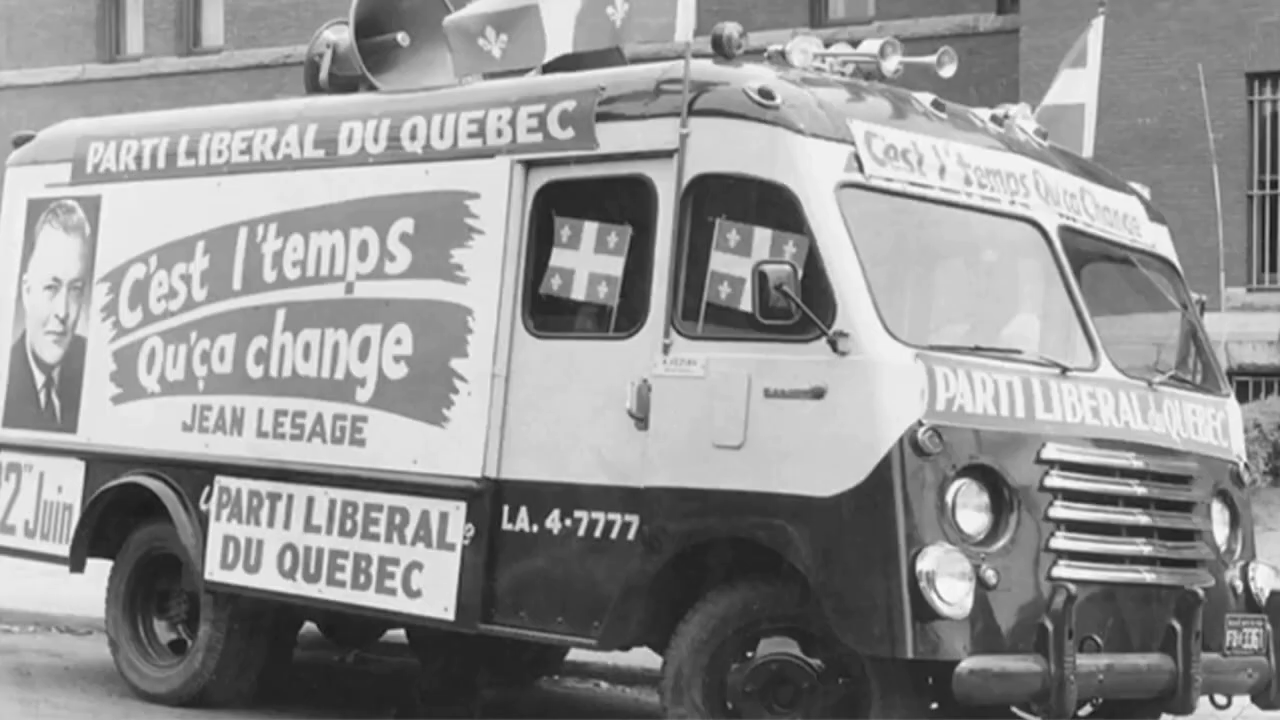 PARTI LIBERAL DU QUEBEC
C'est l'temps Qu'ça Change
C'est l'temps
Qu'ça change
JEAN LESAGE
PARTI LIBERAL du QUEBEC
2 Juin
PARTI LIBERAL
DU QUEBEC
LA. 4-7777